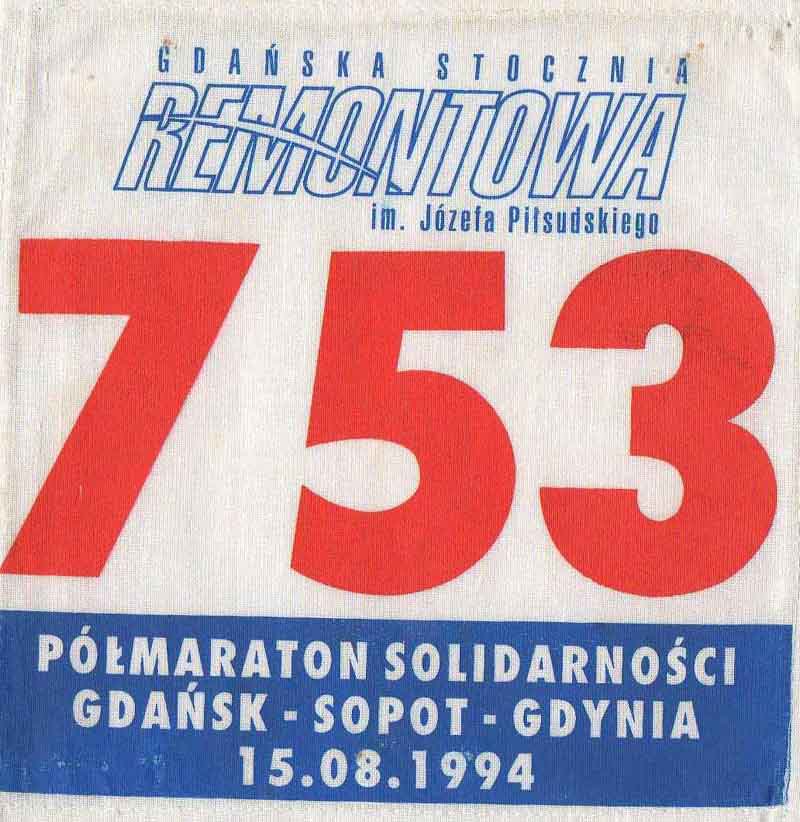 GDAŃSKA STOCZNIA
REMONTOWA
im. Józefa Piłsudskiego
753
PÓŁMARATON SOLIDARNOŚCI
GDAŃSK - SOPOT - GDYNIA
15.08.1994